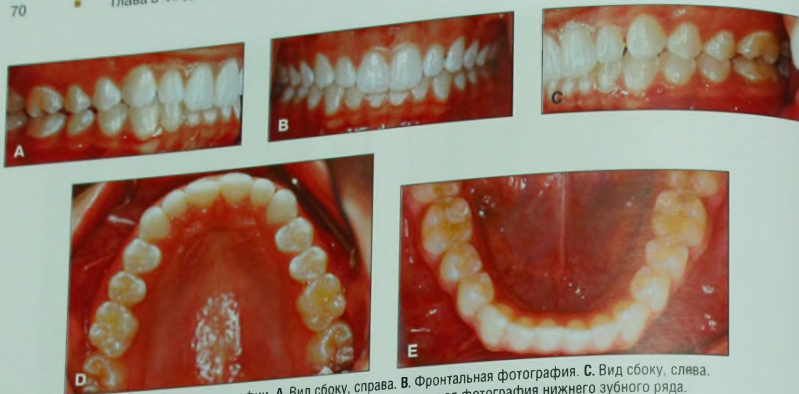 70
Глава 3
A
B
C
D
E
A. Вид сбоку, справа. B. Фронтальная фотография. C. Вид сбоку, слева.
фотография нижнего зубного ряда.